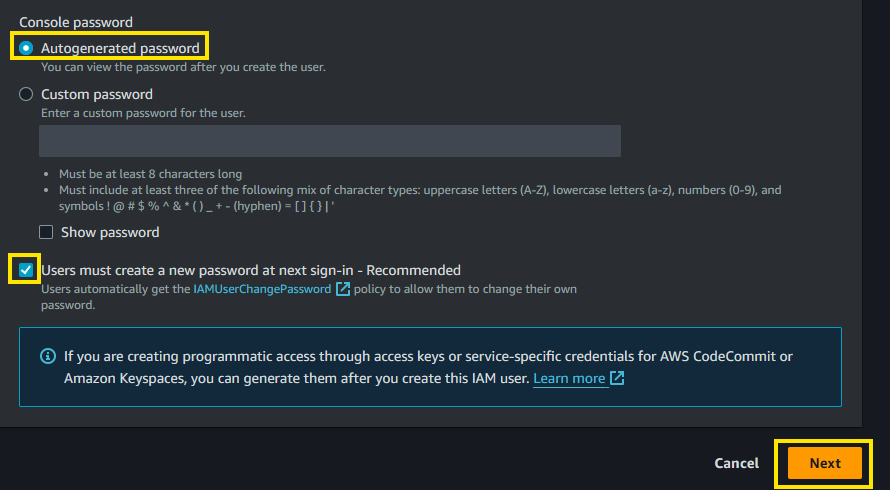 Console password
Autogenerated password
You can view the password after you create the user.
Custom password
Enter a custom password for the user.
Must be at least 8 characters long
Must include at least three of the following mix of character types: uppercase letters (A-Z), lowercase letters (a-z), numbers (0-9), and
symbols ! @ # $ % ^ & * ( ) _ + - (hyphen) = [ ] { } | '
Show password
Users must create a new password at next sign-in - Recommended
Users automatically get the IAMUserChangePassword policy to allow them to change their own
password.
If you are creating programmatic access through access keys or service-specific credentials for AWS CodeCommit or
Amazon Keyspaces, you can generate them after you create this IAM user. Learn more
Cancel Next